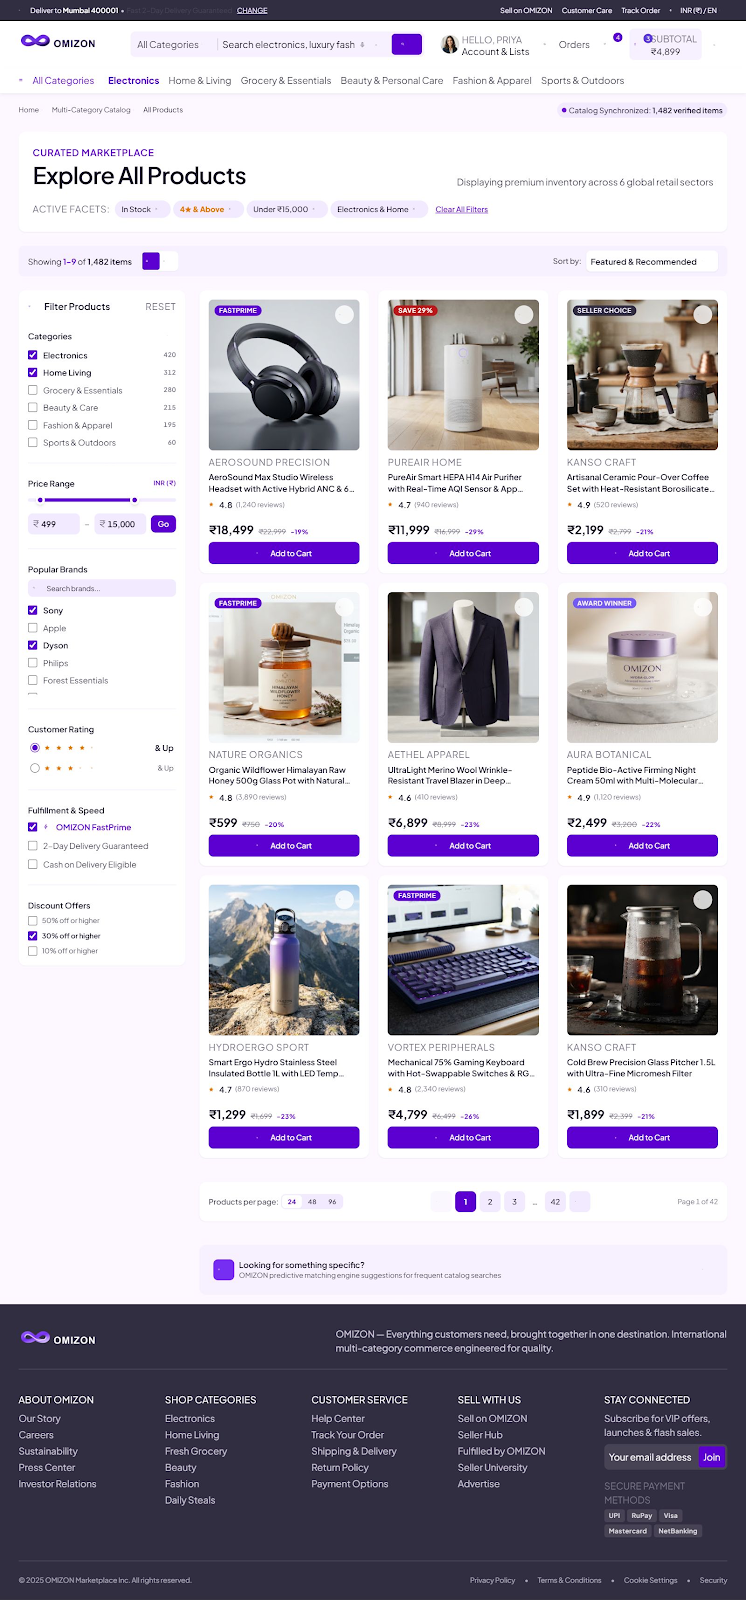 Deliver to Mumbai 400001 • Fast 2-Day Delivery Guaranteed CHANGE
Sell on OMIZON Customer Care Track Order • INR (₹) / EN
OMIZON
All Categories Search electronics, luxury fash
HELLO, PRIYA
Account & Lists
Orders
4
3
SUBTOTAL
₹4,899
All Categories Electronics Home & Living Grocery & Essentials Beauty & Personal Care Fashion & Apparel Sports & Outdoors
Home Multi-Category Catalog All Products
Catalog Synchronized: 1,482 verified items
CURATED MARKETPLACE
Explore All Products
Displaying premium inventory across 6 global retail sectors
ACTIVE FACETS: In Stock 4★ & Above Under ₹15,000 Electronics & Home Clear All Filters
Showing 1–9 of 1,482 items
Sort by: Featured & Recommended
Filter Products RESET
Categories
Electronics 420
Home Living 312
Grocery & Essentials 280
Beauty & Care 215
Fashion & Apparel 195
Sports & Outdoors 60
Price Range INR (₹)
₹ 499 – ₹ 15,000 Go
Popular Brands
Search brands...
Sony
Apple
Dyson
Philips
Forest Essentials
Customer Rating
★ ★ ★ ★ & Up
★ ★ ★ & Up
Fulfillment & Speed
OMIZON FastPrime
2-Day Delivery Guaranteed
Cash on Delivery Eligible
Discount Offers
50% off or higher
30% off or higher
10% off or higher
FASTPRIME
AEROSOUND PRECISION
AeroSound Max Studio Wireless
Headset with Active Hybrid ANC & 6...
★ 4.8 (1,240 reviews)
₹18,499 ₹22,999 -19%
Add to Cart
SAVE 29%
PUREAIR HOME
PureAir Smart HEPA H14 Air Purifier
with Real-Time AQI Sensor & App...
★ 4.7 (940 reviews)
₹11,999 ₹16,999 -29%
Add to Cart
SELLER CHOICE
KANSO CRAFT
Artisanal Ceramic Pour-Over Coffee
Set with Heat-Resistant Borosilicate...
★ 4.9 (520 reviews)
₹2,199 ₹2,799 -21%
Add to Cart
FASTPRIME
OMIZON
HIMALAYAN
WILDFLOWER
HONEY
NATURE ORGANICS
Organic Wildflower Himalayan Raw
Honey 500g Glass Pot with Natural...
★ 4.8 (3,890 reviews)
₹599 ₹750 -20%
Add to Cart
AETHEL APPAREL
UltraLight Merino Wool Wrinkle-
Resistant Travel Blazer in Deep...
★ 4.6 (410 reviews)
₹6,899 ₹8,999 -23%
Add to Cart
AWARD WINNER
OMIZON
AURA BOTANICAL
Peptide Bio-Active Firming Night
Cream 50ml with Multi-Molecular...
★ 4.9 (1,120 reviews)
₹2,499 ₹3,200 -22%
Add to Cart
HYDROERGO SPORT
Smart Ergo Hydro Stainless Steel
Insulated Bottle 1L with LED Temp...
★ 4.7 (870 reviews)
₹1,299 ₹1,699 -23%
Add to Cart
FASTPRIME
VORTEX PERIPHERALS
Mechanical 75% Gaming Keyboard
with Hot-Swappable Switches & RG...
★ 4.8 (2,340 reviews)
₹4,799 ₹6,499 -26%
Add to Cart
KANSO CRAFT
Cold Brew Precision Glass Pitcher 1.5L
with Ultra-Fine Micromesh Filter
★ 4.6 (310 reviews)
₹1,899 ₹2,399 -21%
Add to Cart
Products per page: 24 48 96
1 2 3 ... 42
Page 1 of 42
Looking for something specific?
OMIZON predictive matching engine suggestions for frequent catalog searches
OMIZON
OMIZON — Everything customers need, brought together in one destination. International
multi-category commerce engineered for quality.
ABOUT OMIZON
Our Story
Careers
Sustainability
Press Center
Investor Relations
SHOP CATEGORIES
Electronics
Home Living
Fresh Grocery
Beauty
Fashion
Daily Steals
CUSTOMER SERVICE
Help Center
Track Your Order
Shipping & Delivery
Return Policy
Payment Options
SELL WITH US
Sell on OMIZON
Seller Hub
Fulfilled by OMIZON
Seller University
Advertise
STAY CONNECTED
Subscribe for VIP offers,
launches & flash sales.
Your email address Join
SECURE PAYMENT
METHODS
UPI RuPay Visa
Mastercard NetBanking
© 2025 OMIZON Marketplace Inc. All rights reserved.
Privacy Policy • Terms & Conditions • Cookie Settings • Security